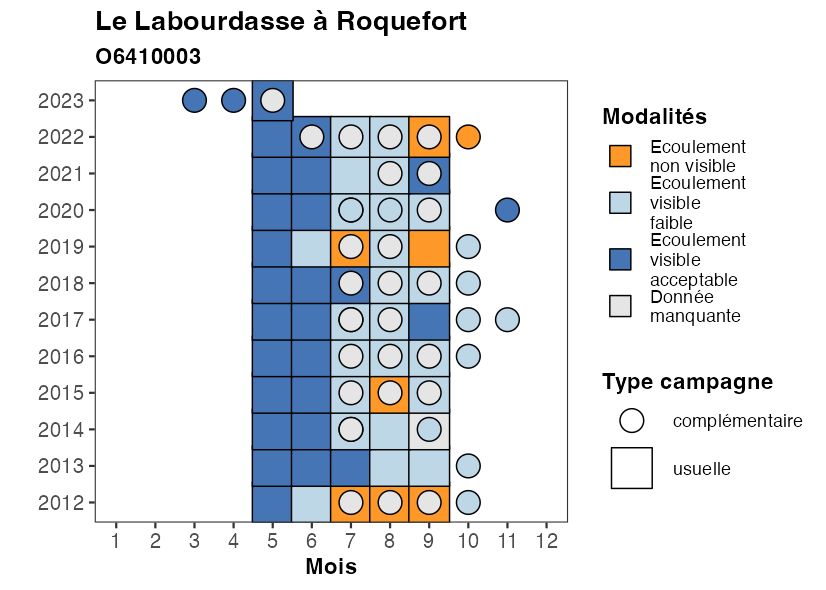 Le Labourdasse à Roquefort
O6410003
2023
2022
2021
2020
2019
2018
2017
2016
2015
2014
2013
2012
1 2 3 4 5 6 7 8 9 10 11 12
Mois
Modalités
Ecoulement
non visible
Ecoulement
visible
faible
Ecoulement
visible
acceptable
Donnée
manquante
Type campagne
complémentaire
usuelle